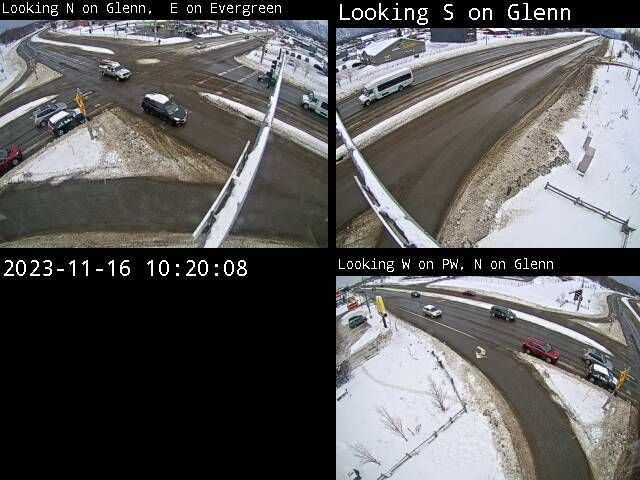 Looking N on Glenn, E on Evergreen
Looking S on Glenn
2023-11-16 10:20:08
Looking W on PW, N on Glenn